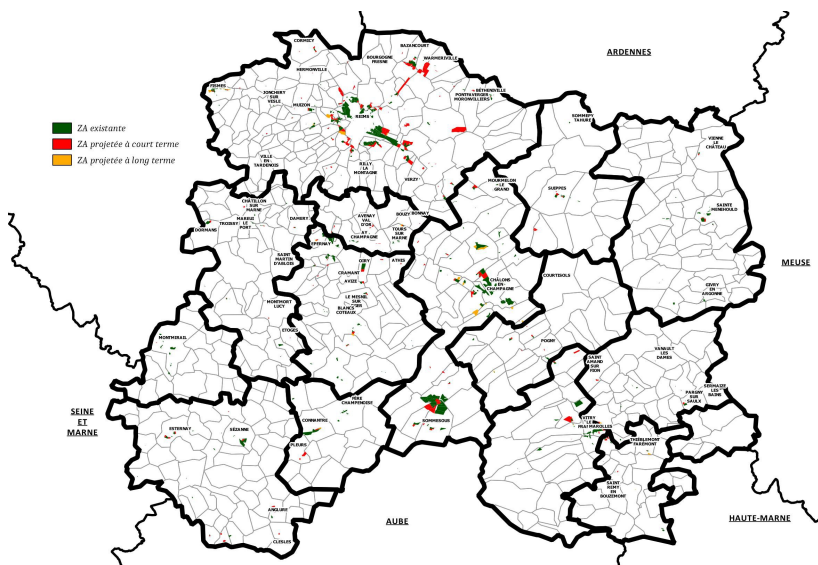 ARDENNES
CORMICY
BAZANCOURT
BOURGOGNE
FRESNE
WARMERIVILLE
HERMONVILLE
FISMES
JONCHERY
SUR
VESLE
MUIZON
REIMS
BÉTHENIVILLE
PONTFAVERGER
MORONVILLIERS
SOMMEPY
TAHURE
VIENNE
LE
CHÂTEAU
ZA existante
ZA projetée à court terme
ZA projetée à long terme
VILLE
EN
TARDENOIS
RILLY
LA
MONTAGNE
VERZY
MOURMELON
LE
GRAND
SUIPPES
CHÂTILLON
SUR
MARNE
MAREUIL
LE
PORT
DORMANS
TROISSY
DAMERY
AVENAY
VAL
D'OR
AY
CHAMPAGNE
BOUZY
BONNAY
TOURS
SUR
MARNE
SAINTE
MENEHOULD
EPERNAY
SAINT
MARTIN
D'ABLOIS
OIRY
ATHIS
CRAMANT
AVIZE
CHÂLONS
EN
CHAMPAGNE
COURTISOLS
MEUSE
GIVRY
EN
ARGONNE
MONTMORT
LUCY
LE MESNIL
SUR
BLANCS
COTEAUX
ETOGES
MONTMIRAIL
POGNY
SAINT
AMAND
SUR
FION
VANAULT
LES
DAMES
SERMAIZE
LES
BAINS
PARGNY
SUR
SAULX
SEINE
ET
MARNE
FÈRE
CHAMPENOISE
CONNANTRE
SOMMESOUS
VITRY
LE
MAROLLES
THIÉBLEMONT
FARÉMONT
ESTERNAY
SÉZANNE
PLEURS
SAINT
REMY
EN
BOUZEMONT
ANGLURE
CLESLES
AUBE
HAUTE-MARNE